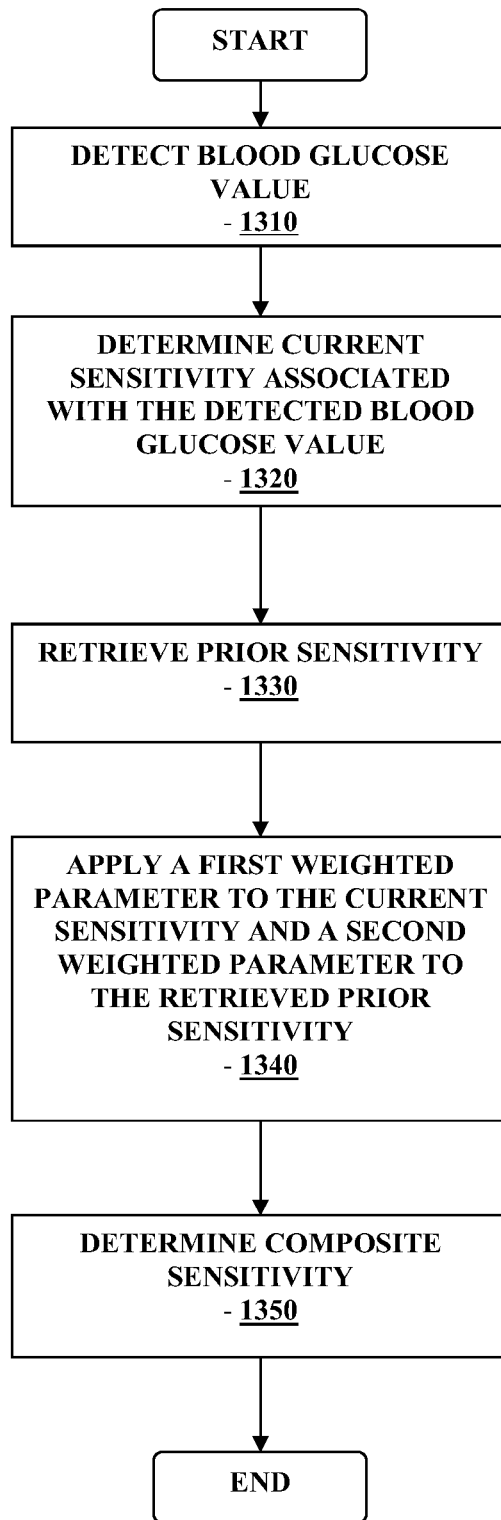 START
DETECT BLOOD GLUCOSE
VALUE
- 1310
DETERMINE CURRENT
SENSITIVITY ASSOCIATED
WITH THE DETECTED BLOOD
GLUCOSE VALUE
- 1320
RETRIEVE PRIOR SENSITIVITY
- 1330
APPLY A FIRST WEIGHTED
PARAMETER TO THE CURRENT
SENSITIVITY AND A SECOND
WEIGHTED PARAMETER TO
THE RETRIEVED PRIOR
SENSITIVITY
- 1340
DETERMINE COMPOSITE
SENSITIVITY
- 1350
END